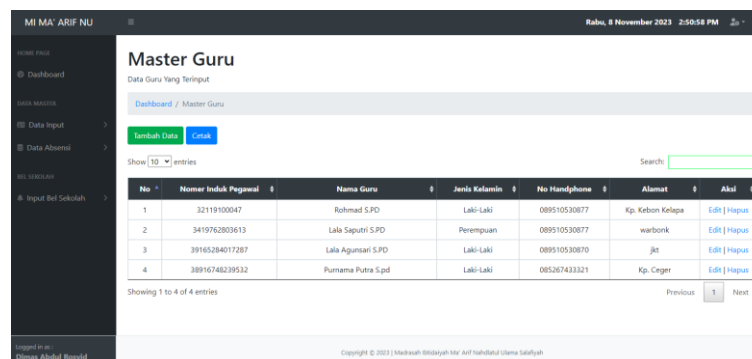 MI MA' ARIF NU
Rabu, 8 November 2023 2:50:58 PM
HOME PAGE
Dashboard
DATA MASTER
Data Input
Data Absensi
BEL SEKOLAH
Input Bel Sekolah
Master Guru
Data Guru Yang Terinput
Dashboard / Master Guru
Tambah Data Cetak
Show 10 entries Search:
No Nomer Induk Pegawai Nama Guru Jenis Kelamin No Handphone Alamat Aksi
1 32119100047 Rohmad S.PD Laki-Laki 089510530877 Kp. Kebon Kelapa Edit | Hapus
2 3419762803613 Lala Saputri S.PD Perempuan 089510530877 warbonk Edit | Hapus
3 39165284017287 Lala Agunsari S.PD Laki-Laki 089510530870 jkt Edit | Hapus
4 38916748239532 Purnama Putra S.pd Laki-Laki 085267433321 Kp. Ceger Edit | Hapus
Showing 1 to 4 of 4 entries Previous 1 Next
Logged in as:
Dimas Abdul Rosyid
Copyright © 2023 | Madrasah Ibtidaiyah Ma' Arif Nahdlatul Ulama Salafiyah